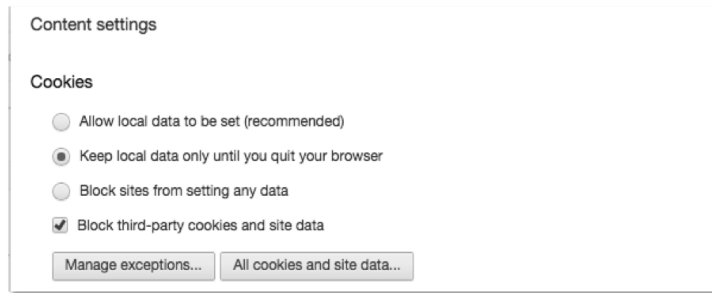 Content settings
Cookies
Allow local data to be set (recommended)
Keep local data only until you quit your browser
Block sites from setting any data
Block third-party cookies and site data
Manage exceptions... All cookies and site data...